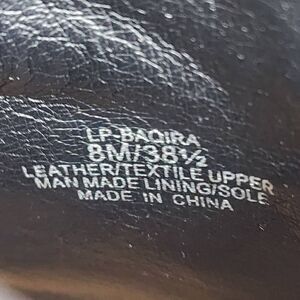 LP-BAQIRA
8M/38½
LEATHER/TEXTILE UPPER
MAN MADE LINING/SOLE
MADE IN CHINA